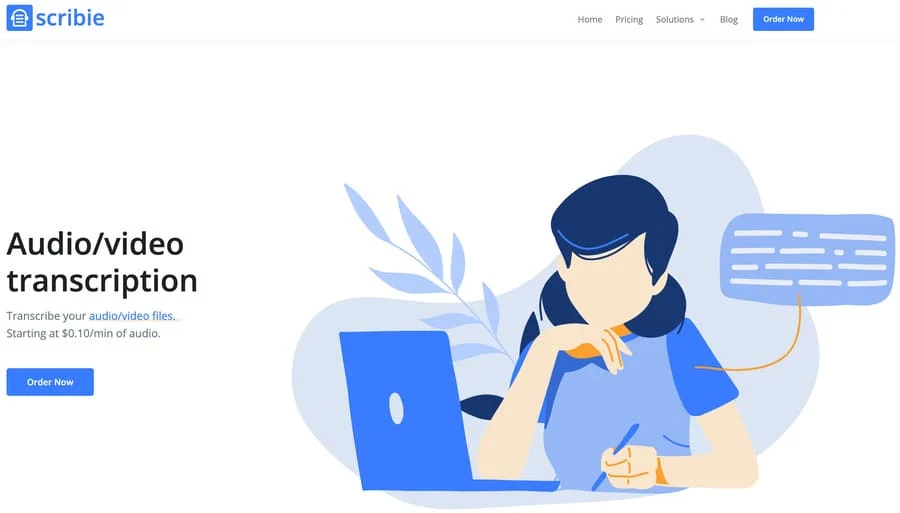 scribie
Home Pricing Solutions Blog Order Now
Audio/video
transcription
Transcribe your audio/video files.
Starting at $0.10/min of audio.
Order Now